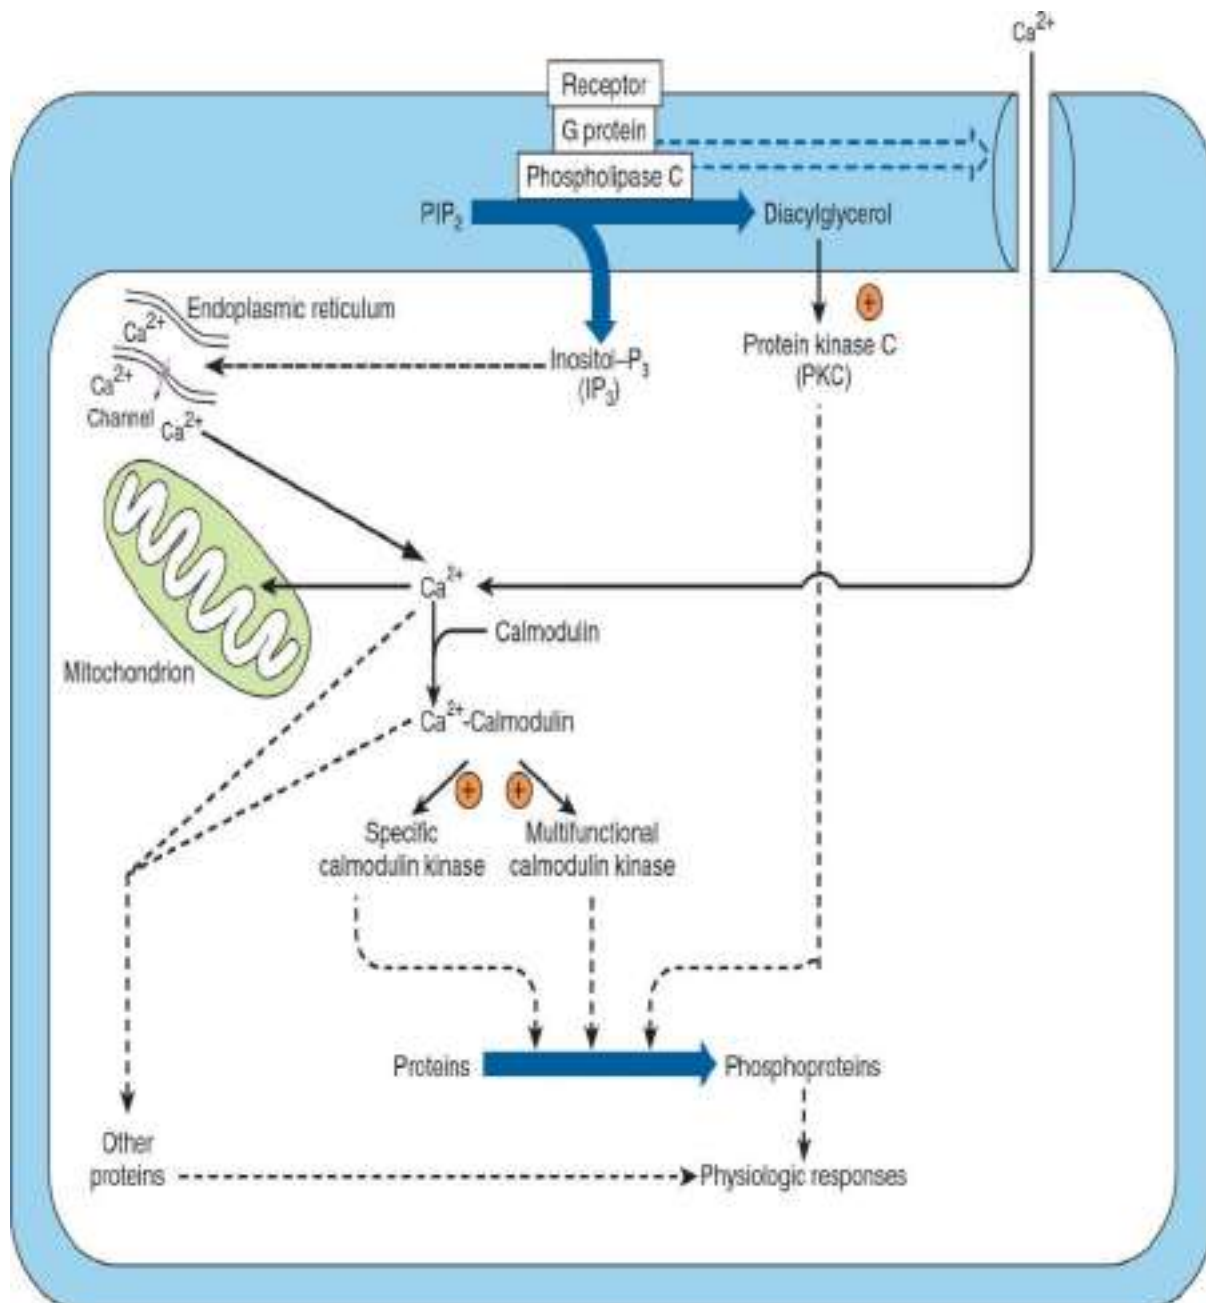 Ca²⁺
Receptor
G protein
Phospholipase C
PIP₂
Diacylglycerol
Endoplasmic reticulum
Ca²⁺
Ca²⁺
Channel
Ca²⁺
Inositol–P₃
(IP₃)
+
Protein kinase C
(PKC)
Mitochondrion
Ca²⁺
Calmodulin
Ca²⁺-Calmodulin
+
+
Specific
calmodulin kinase
Multifunctional
calmodulin kinase
Proteins
Phosphoproteins
Other
proteins
Physiologic responses